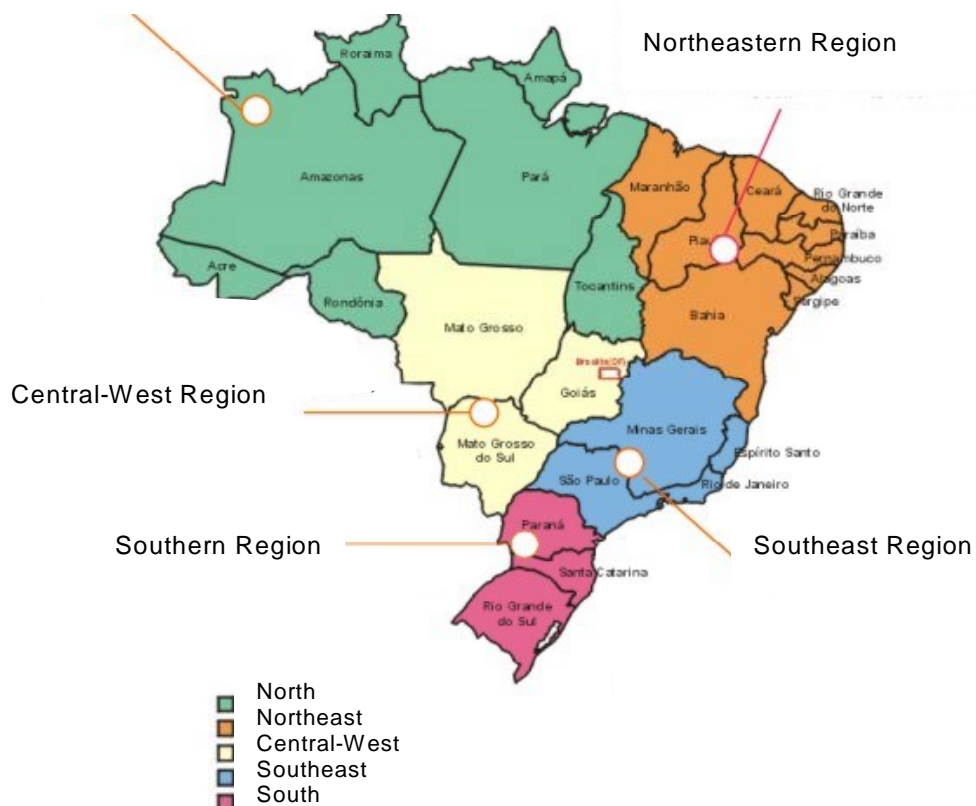 Northeastern Region
Roraima
Amapá
Amazonas
Pará
Maranhão
Ceará
Rio Grande
do Norte
Paraíba
Pernambuco
Alagoas
Sergipe
Acre
Rondônia
Tocantins
Bahia
Mato Grosso
Goiás
Central-West Region
Mato Grosso
do Sul
Minas Gerais
Espírito Santo
São Paulo
Rio de Janeiro
Southern Region
Paraná
Southeast Region
Santa Catarina
Rio Grande
do Sul
North
Northeast
Central-West
Southeast
South